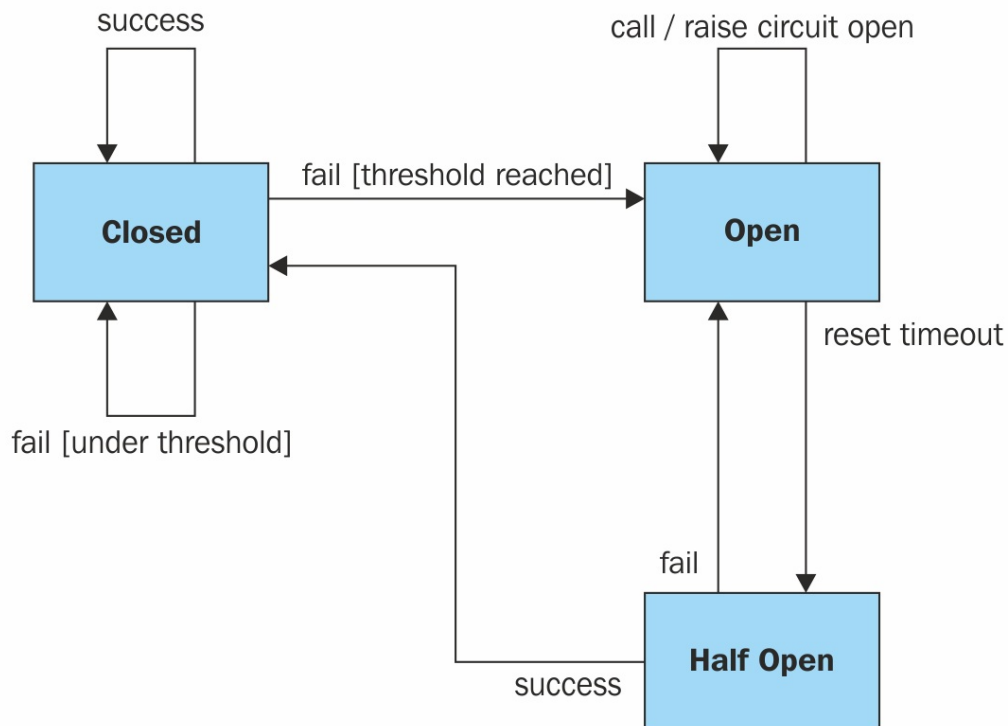 success
call / raise circuit open
fail [threshold reached]
Closed
Open
reset timeout
fail [under threshold]
fail
Half Open
success